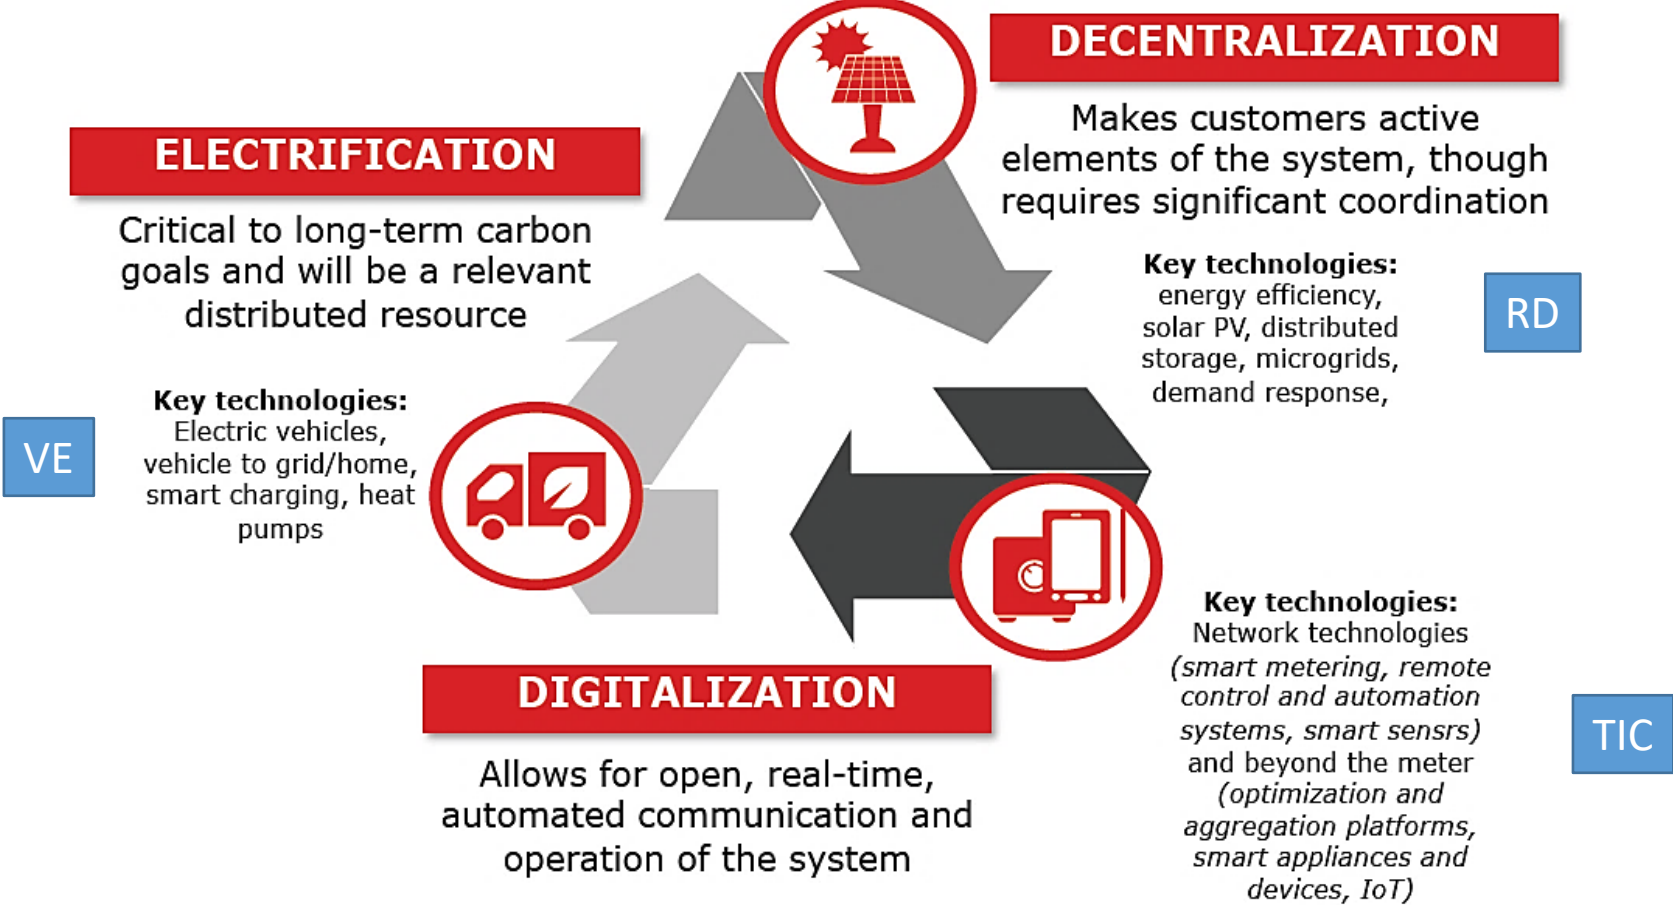 DECENTRALIZATION
Makes customers active
elements of the system, though
requires significant coordination
Key technologies:
energy efficiency,
solar PV, distributed
storage, microgrids,
demand response,
RD
ELECTRIFICATION
Critical to long-term carbon
goals and will be a relevant
distributed resource
Key technologies:
Electric vehicles,
vehicle to grid/home,
smart charging, heat
pumps
VE
DIGITALIZATION
Allows for open, real-time,
automated communication and
operation of the system
Key technologies:
Network technologies
(smart metering, remote
control and automation
systems, smart sensrs)
and beyond the meter
(optimization and
aggregation platforms,
smart appliances and
devices, IoT)
TIC